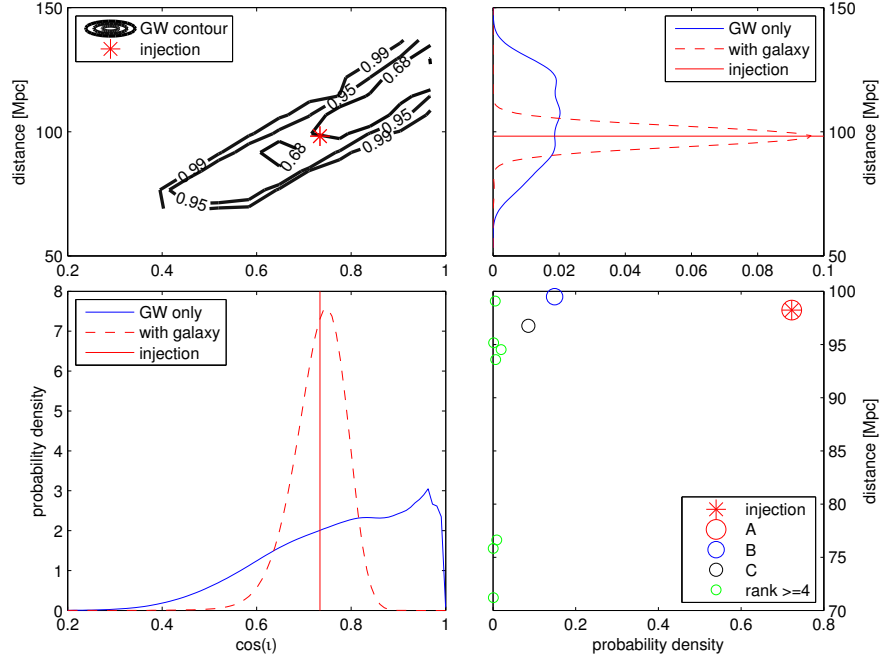 GW contour
injection
0.99
0.95
0.68
0.99
0.95
0.68
0.99
0.95
distance [Mpc]
150
100
50
0.2 0.4 0.6 0.8 1
GW only
with galaxy
injection
distance [Mpc]
150
100
50
0 0.02 0.04 0.06 0.08 0.1
GW only
with galaxy
injection
probability density
8
7
6
5
4
3
2
1
0
0.2 0.4 0.6 0.8 1
cos(ι)
injection
A
B
C
rank >=4
distance [Mpc]
100
95
90
85
80
75
70
0 0.2 0.4 0.6 0.8
probability density